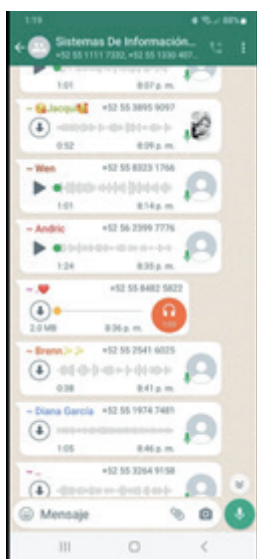 1:19 88%
Sistemas De Información...
+52 55 1111 7332, +52 55 1330 407...
1:01 8:07 p. m.
~ Jacqui +52 55 3895 9097
0:52 8:09 p. m.
~ Wen +52 55 8323 1766
1:01 8:14 p. m.
~ Andric +52 56 2399 7776
1:24 8:35 p. m.
~ . +52 55 8482 5822
2.0 MB 8:36 p. m.
~ Brenn +52 55 2541 6025
0:38 8:41 p. m.
~ Diana García +52 55 1974 7481
1:05 8:46 p. m.
~ .. +52 55 3264 9158
Mensaje